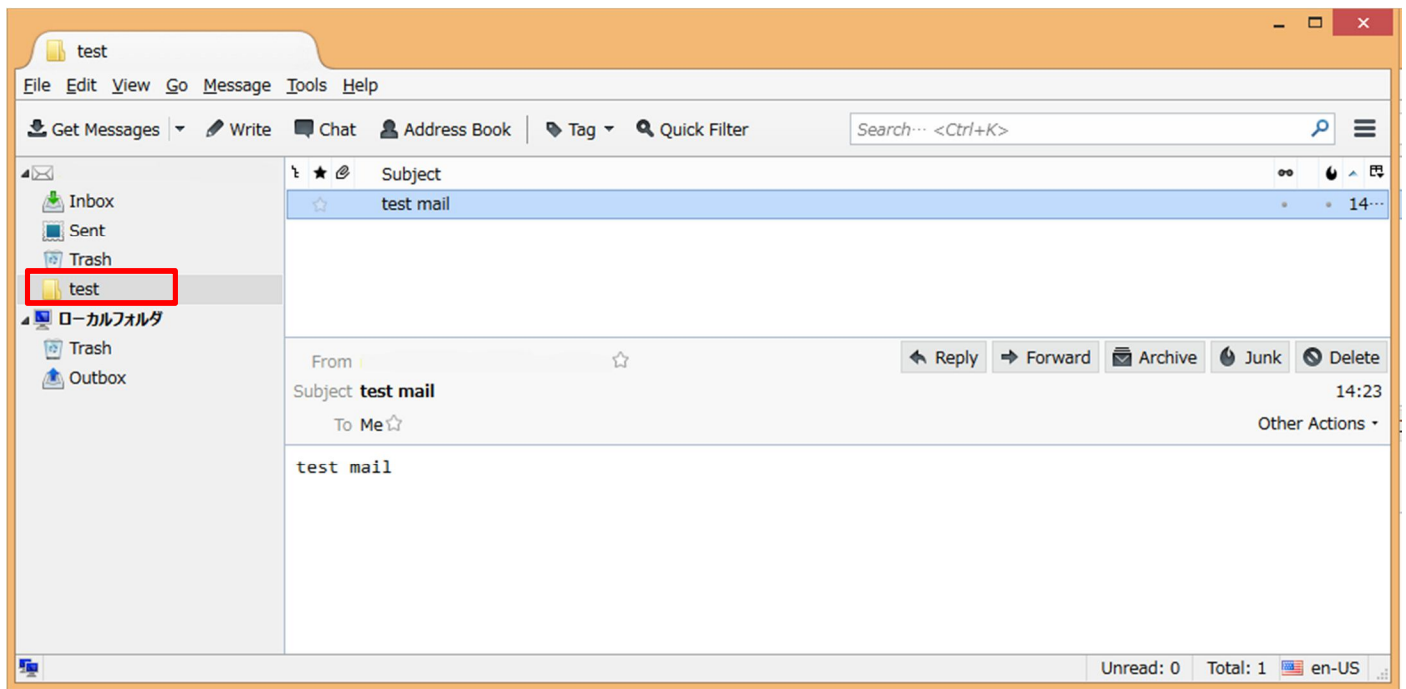 test
File Edit View Go Message Tools Help
Get Messages Write Chat Address Book Tag Quick Filter Search… <Ctrl+K>
Subject
Inbox
test mail 14…
Sent
Trash
test
ローカルフォルダ
Trash
Outbox
From Reply Forward Archive Junk Delete
Subject test mail 14:23
To Me Other Actions
test mail
Unread: 0 Total: 1 en-US